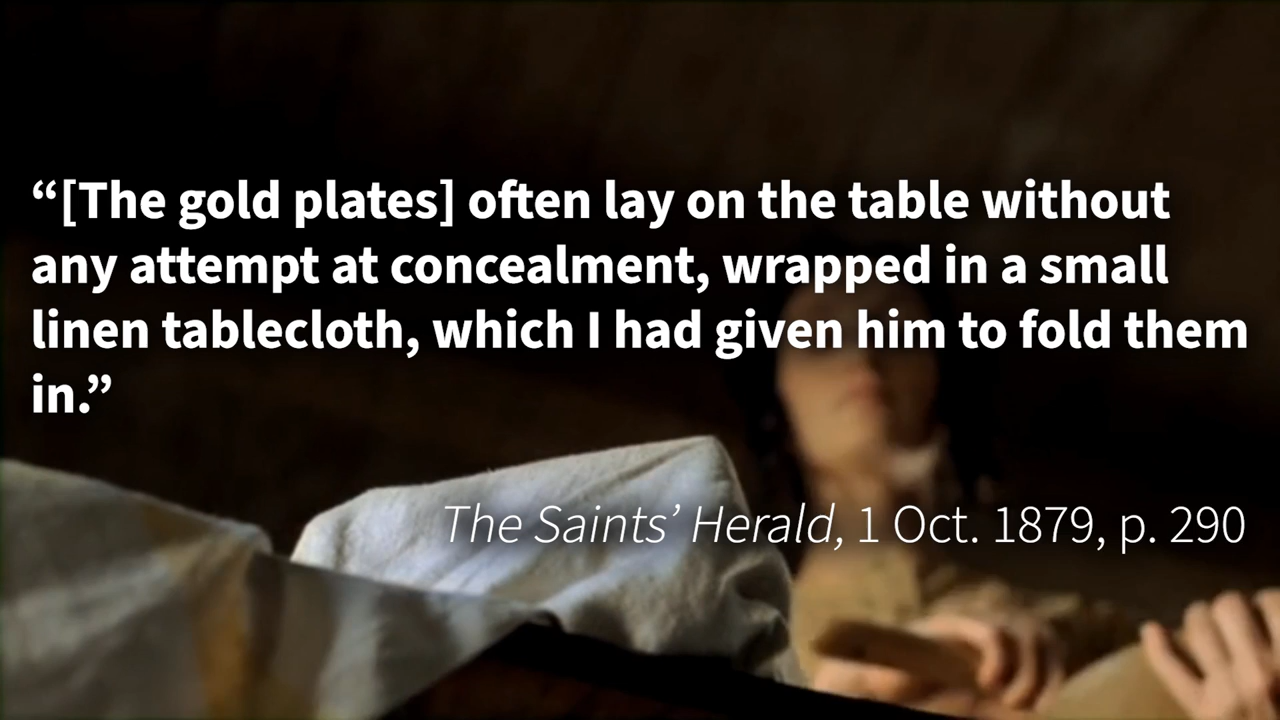 “[The gold plates] often lay on the table without
any attempt at concealment, wrapped in a small
linen tablecloth, which I had given him to fold them
in.”
The Saints’ Herald, 1 Oct. 1879, p. 290